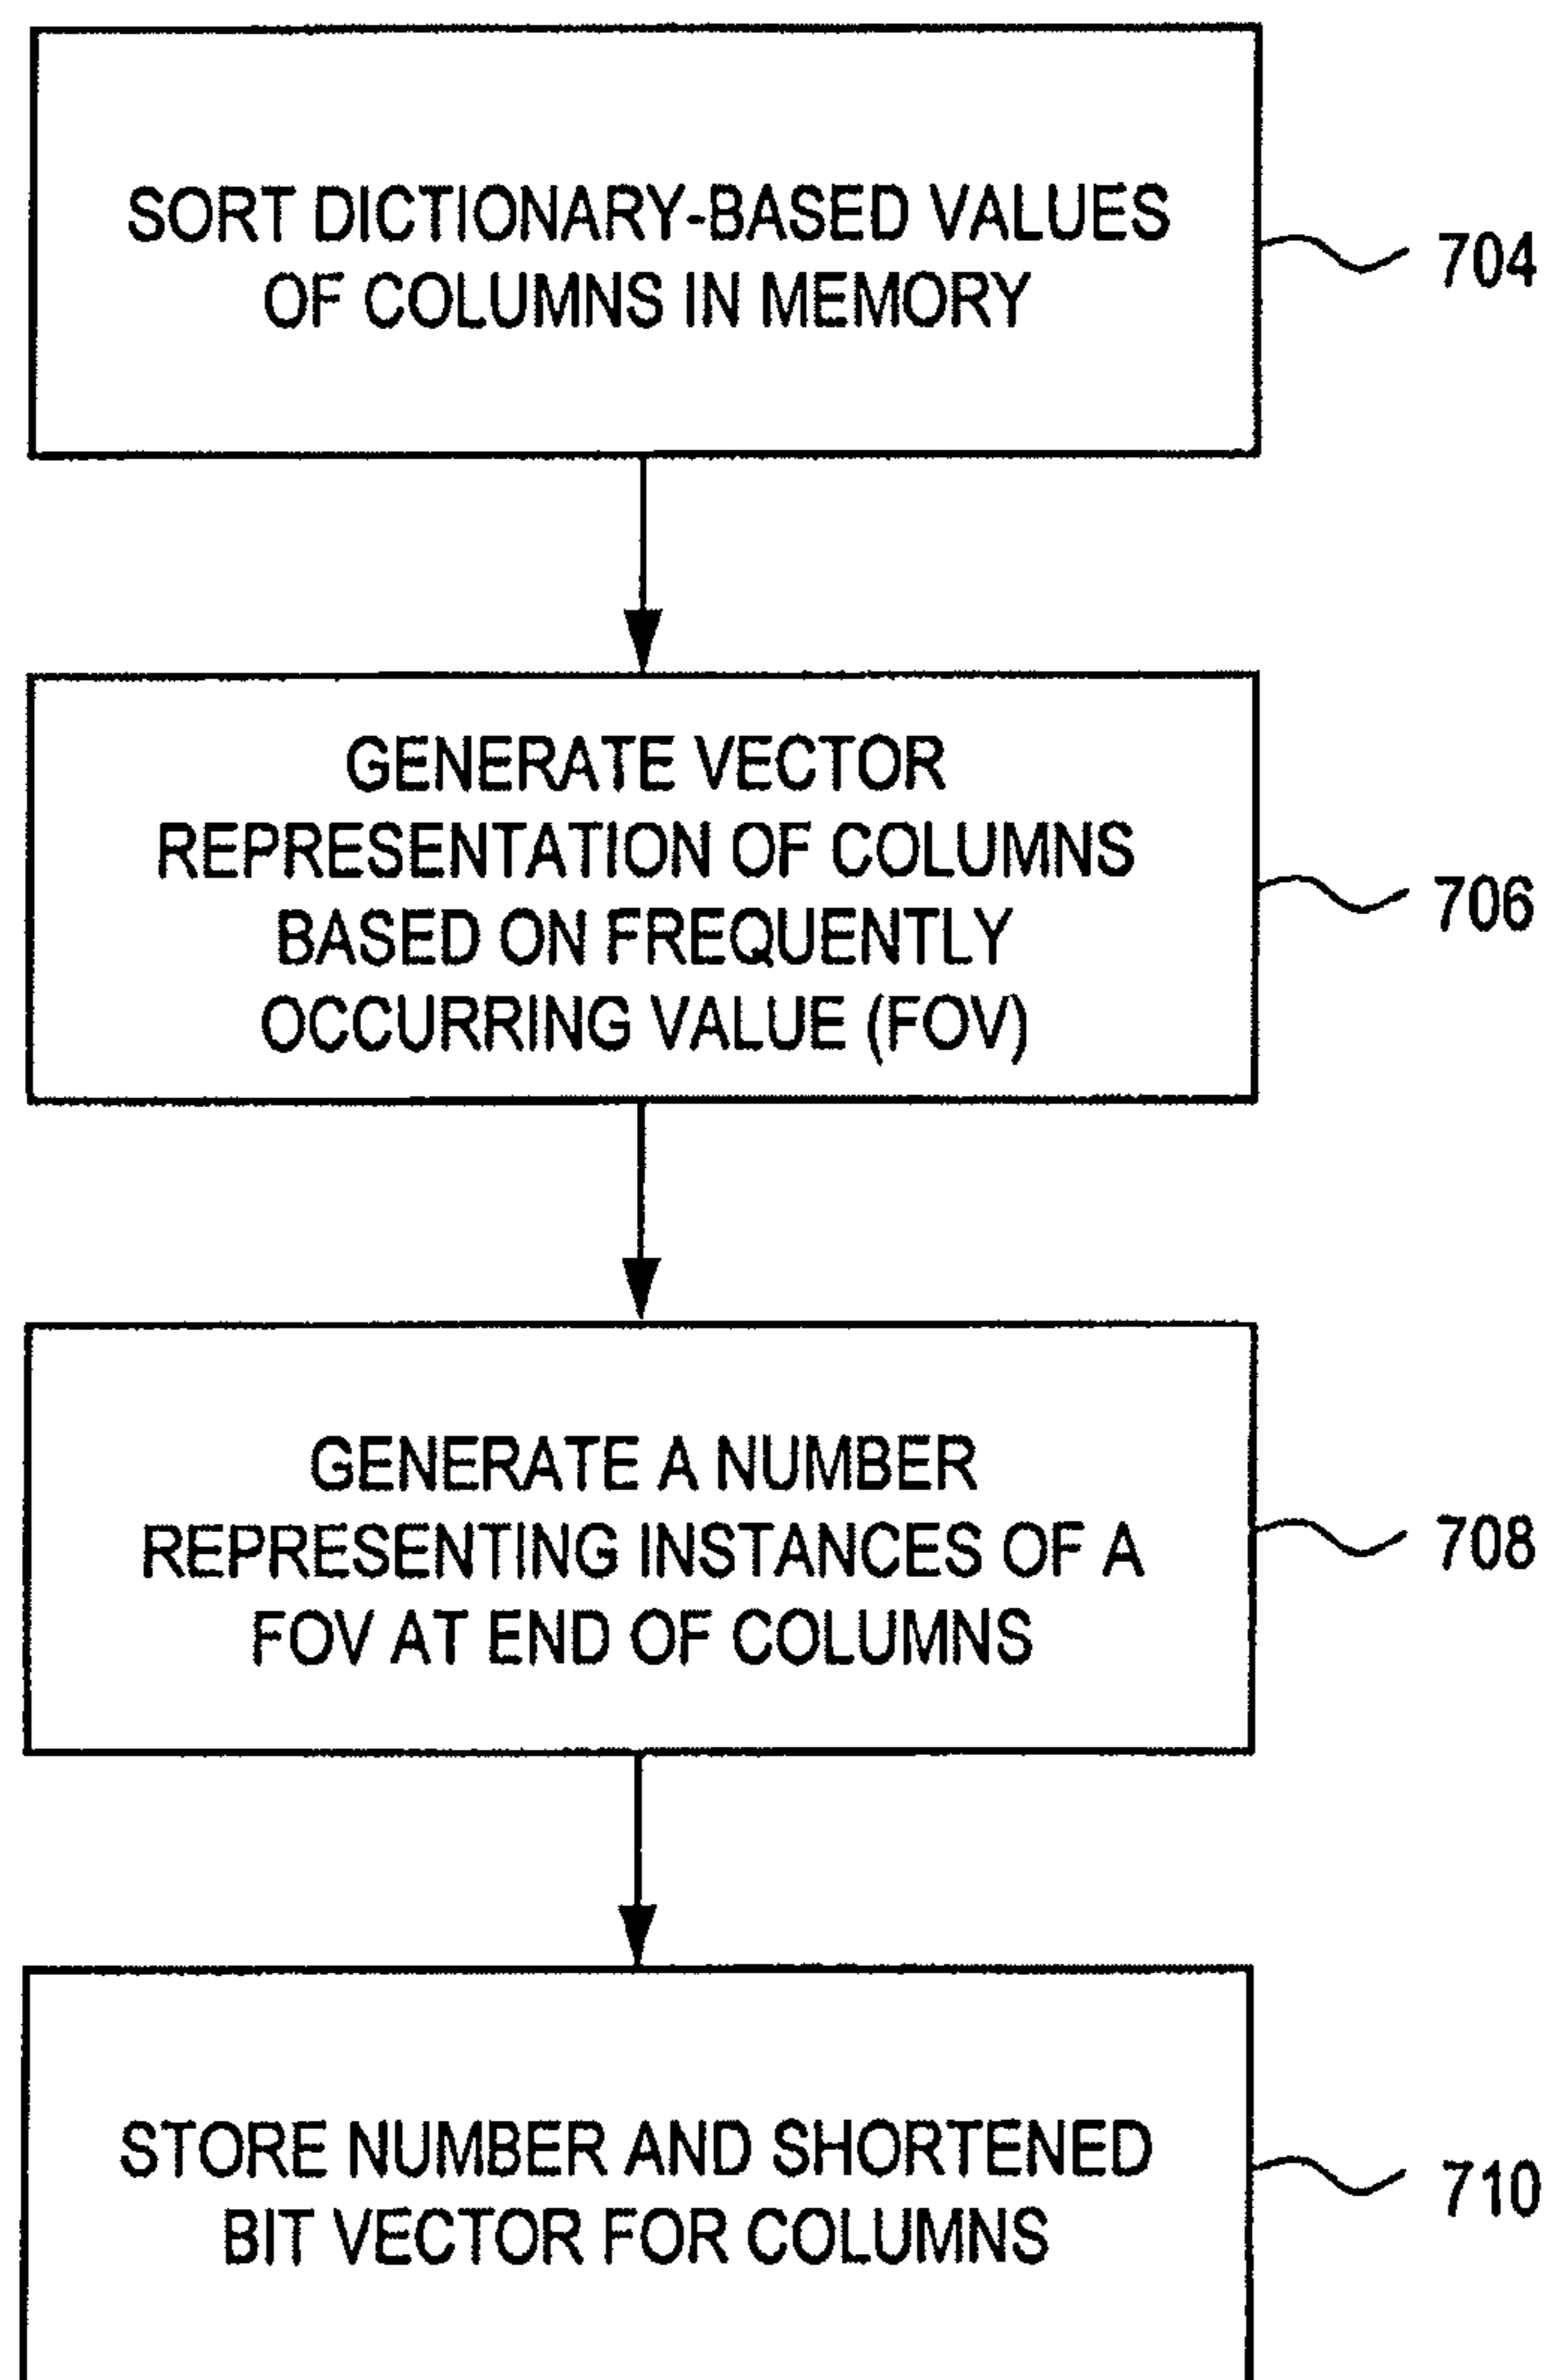 SORT DICTIONARY-BASED VALUES
OF COLUMNS IN MEMORY
704
GENERATE VECTOR
REPRESENTATION OF COLUMNS
BASED ON FREQUENTLY
OCCURRING VALUE (FOV)
706
GENERATE A NUMBER
REPRESENTING INSTANCES OF A
FOV AT END OF COLUMNS
708
STORE NUMBER AND SHORTENED
BIT VECTOR FOR COLUMNS
710